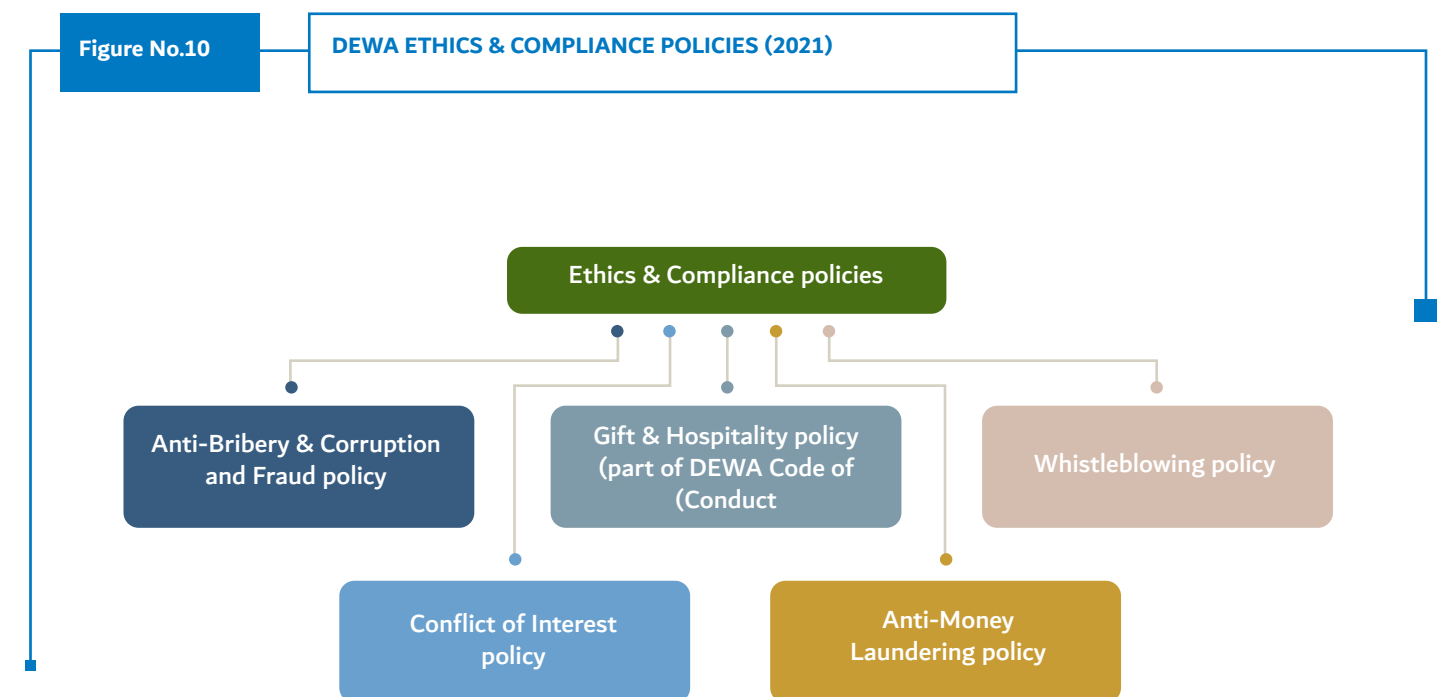 Figure No.10
DEWA ETHICS & COMPLIANCE POLICIES (2021)
Ethics & Compliance policies
Anti-Bribery & Corruption
and Fraud policy
Gift & Hospitality policy
(part of DEWA Code of
(Conduct
Whistleblowing policy
Conflict of Interest
policy
Anti-Money
Laundering policy